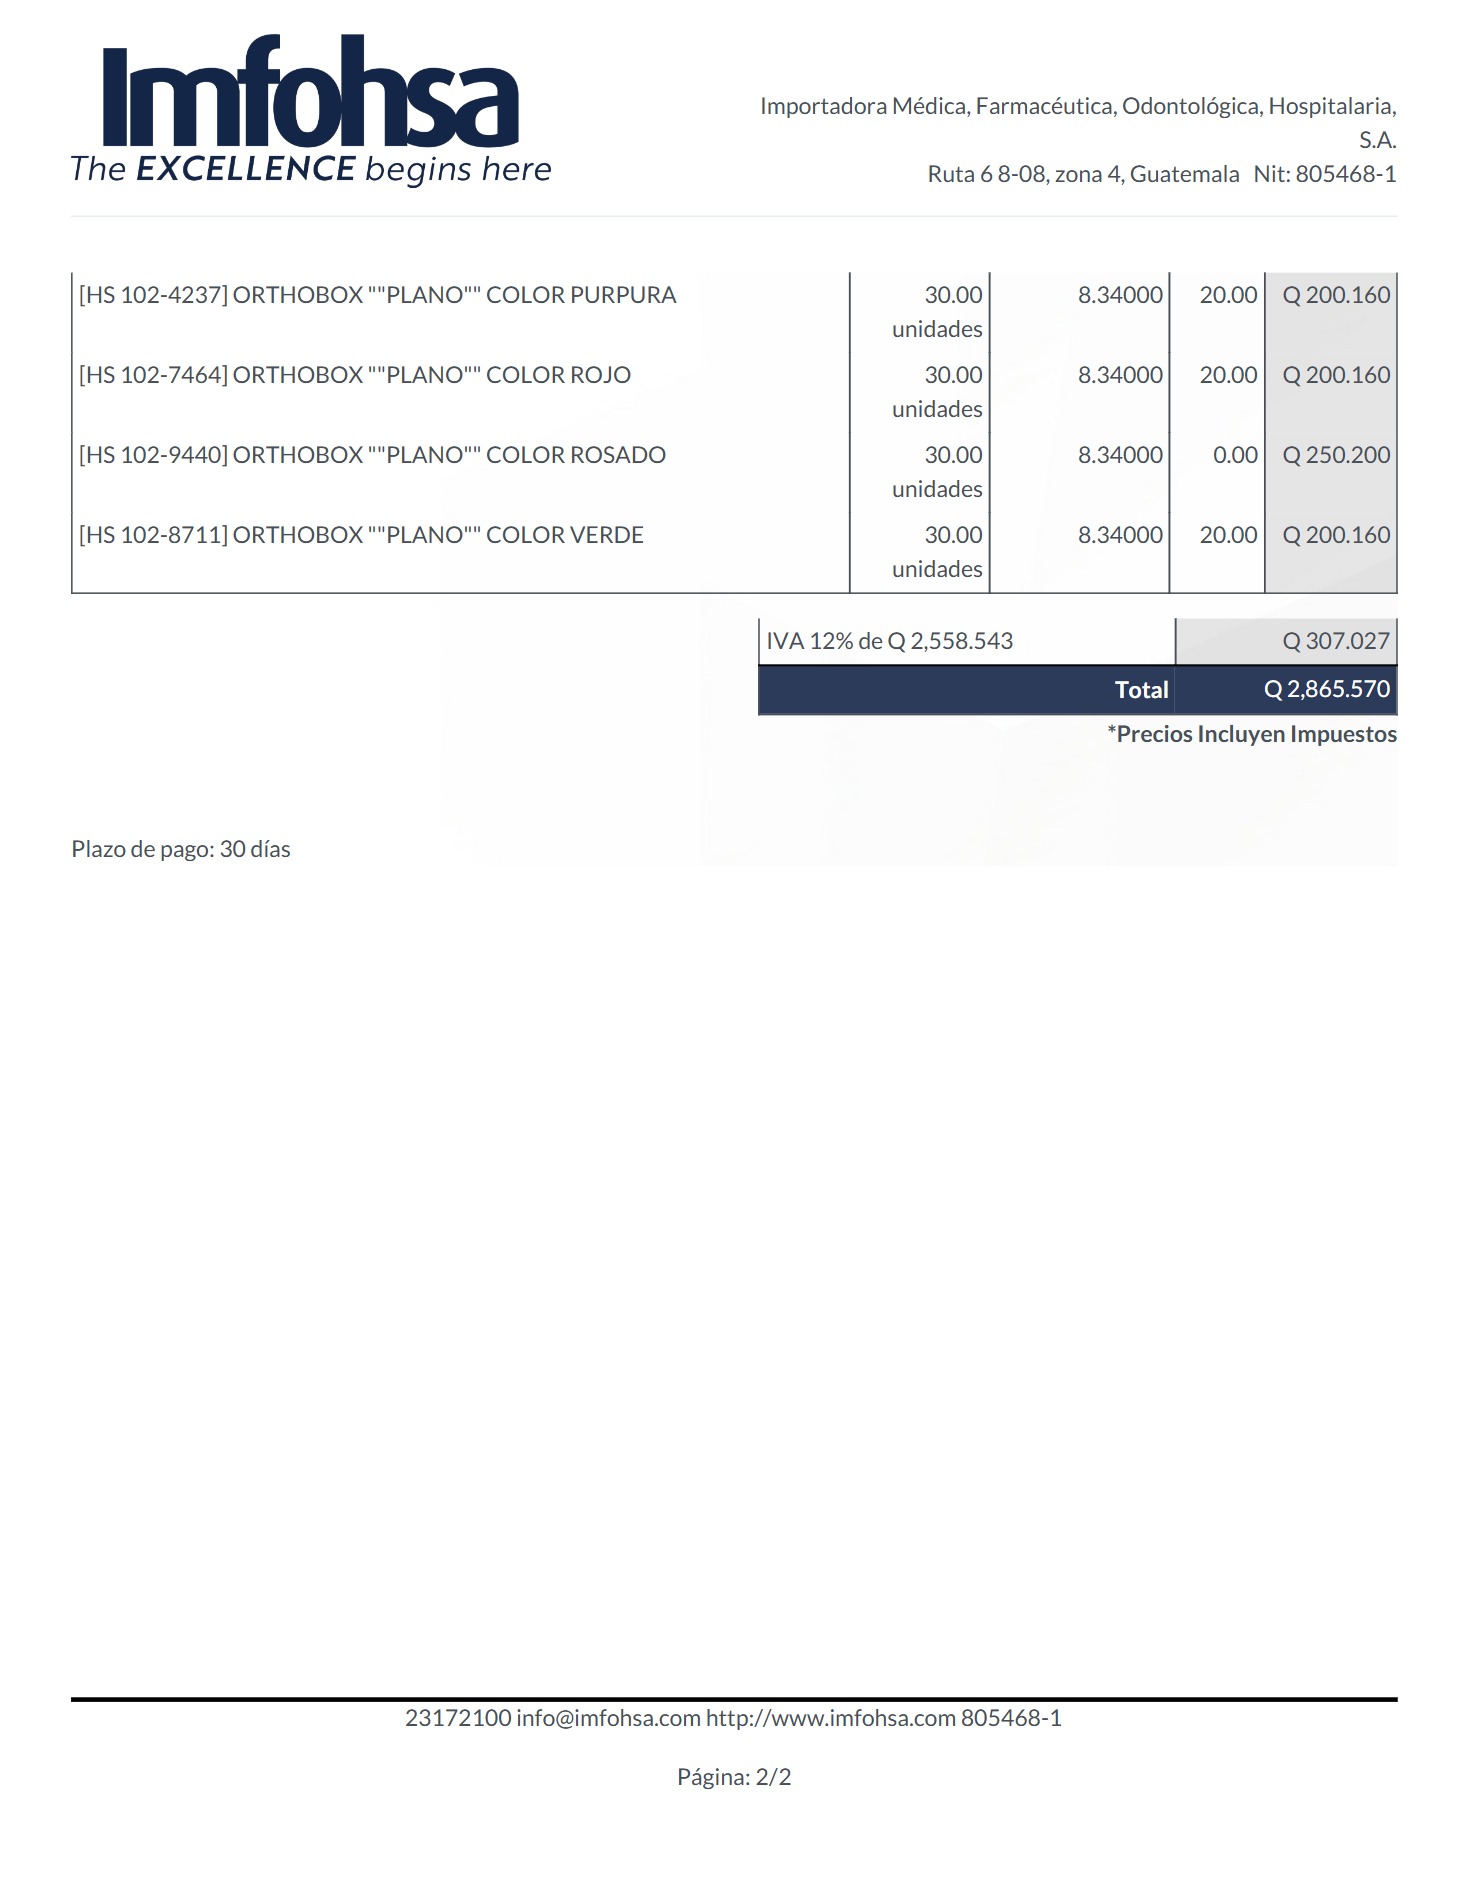 Imfohsa
The EXCELLENCE begins here
Importadora Médica, Farmacéutica, Odontológica, Hospitalaria,
S.A.
Ruta 6 8-08, zona 4, Guatemala Nit: 805468-1
[HS 102-4237] ORTHOBOX ""PLANO"" COLOR PURPURA 30.00 8.34000 20.00 Q 200.160
unidades
[HS 102-7464] ORTHOBOX ""PLANO"" COLOR ROJO 30.00 8.34000 20.00 Q 200.160
unidades
[HS 102-9440] ORTHOBOX ""PLANO"" COLOR ROSADO 30.00 8.34000 0.00 Q 250.200
unidades
[HS 102-8711] ORTHOBOX ""PLANO"" COLOR VERDE 30.00 8.34000 20.00 Q 200.160
unidades
IVA 12% de Q 2,558.543 Q 307.027
Total Q 2,865.570
*Precios Incluyen Impuestos
Plazo de pago: 30 días
23172100 info@imfohsa.com http://www.imfohsa.com 805468-1
Página: 2/2